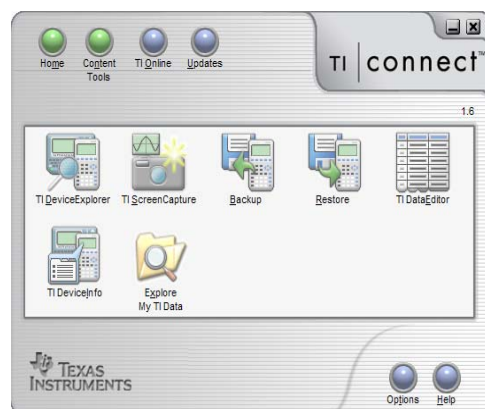 Home Content Tools TI Online Updates
TI connect™
1.6
TI DeviceExplorer TI ScreenCapture Backup Restore TI DataEditor
TI DeviceInfo Explore My TI Data
TEXAS
INSTRUMENTS
Options Help